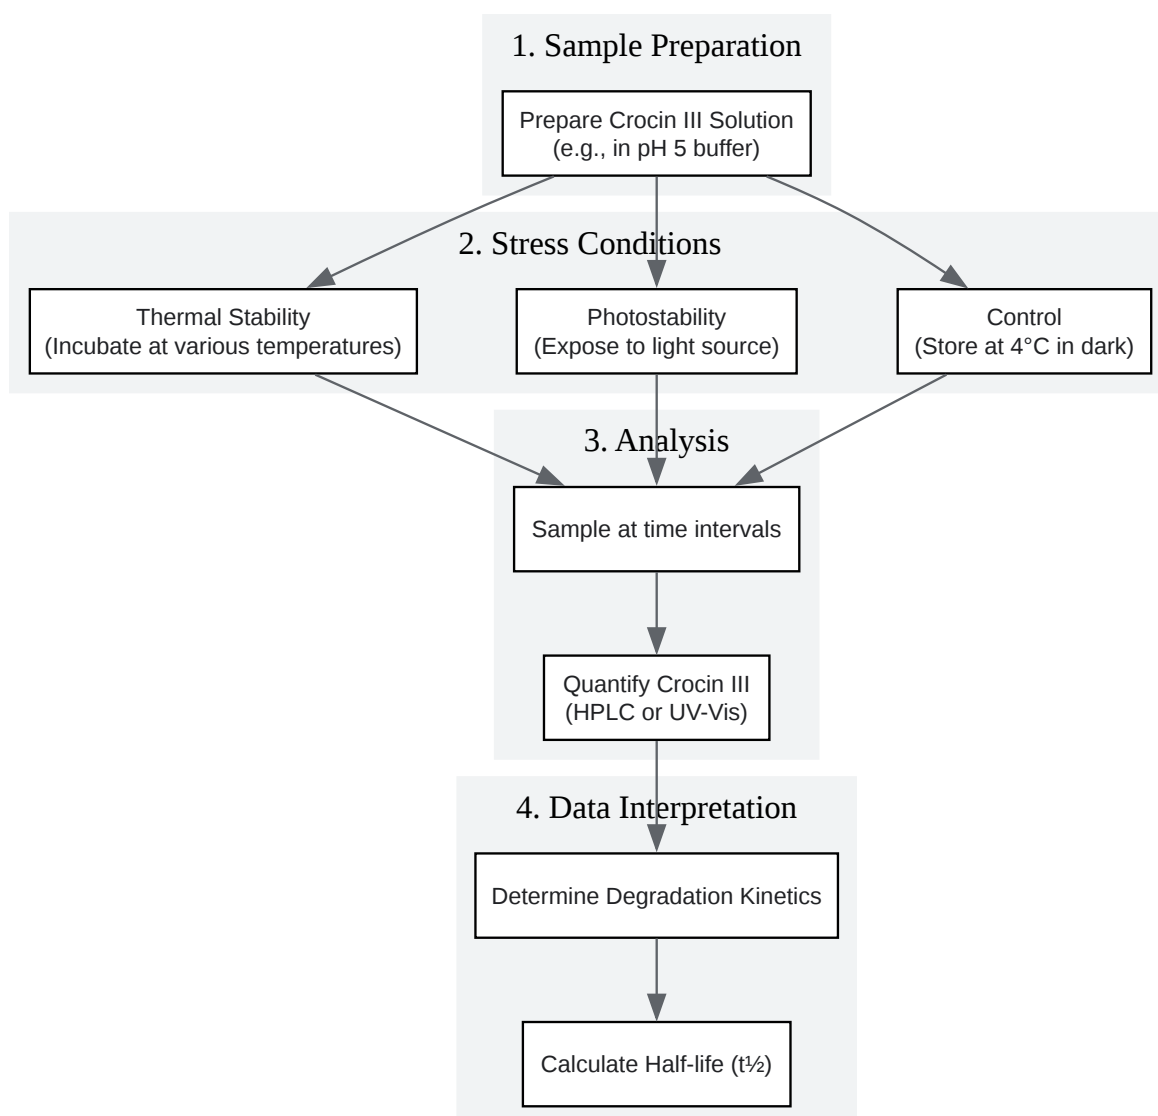 1. Sample Preparation
Prepare Crocin III Solution
(e.g., in pH 5 buffer)
2. Stress Conditions
Thermal Stability
(Incubate at various temperatures)
Photostability
(Expose to light source)
Control
(Store at 4°C in dark)
3. Analysis
Sample at time intervals
Quantify Crocin III
(HPLC or UV-Vis)
4. Data Interpretation
Determine Degradation Kinetics
Calculate Half-life (t½)